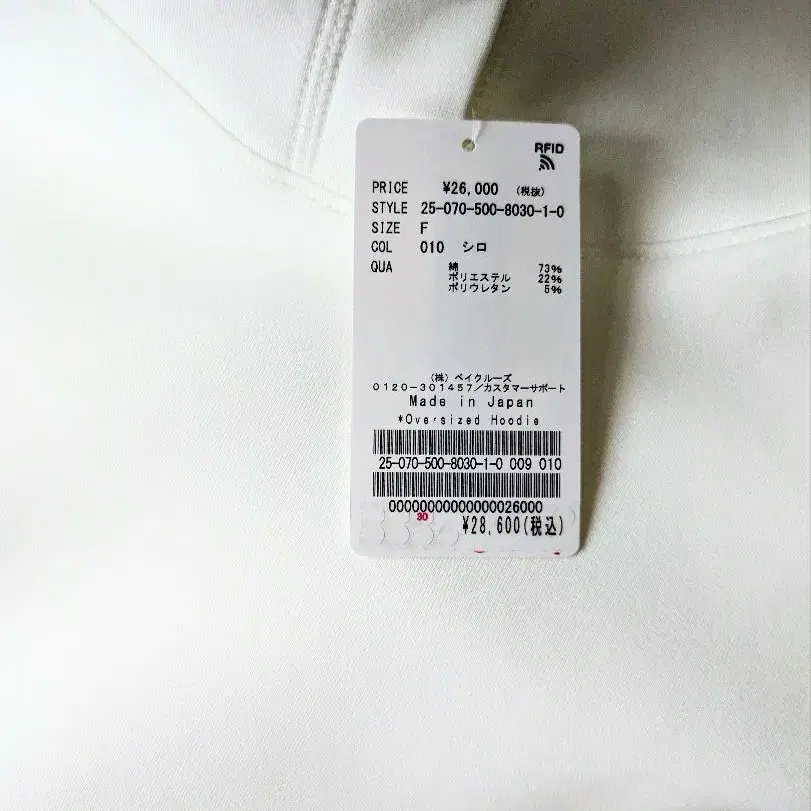 RFID
PRICE ¥26,000 (税抜)
STYLE 25-070-500-8030-1-0
SIZE F
COL 010 シロ
QUA 綿 73%
ポリエステル 22%
ポリウレタン 5%
(株)ベイクルーズ
0120-301457/カスタマーサポート
Made in Japan
*Oversized Hoodie
25-070-500-8030-1-0 009 010
00000000000000026000
30
¥28,600(税込)